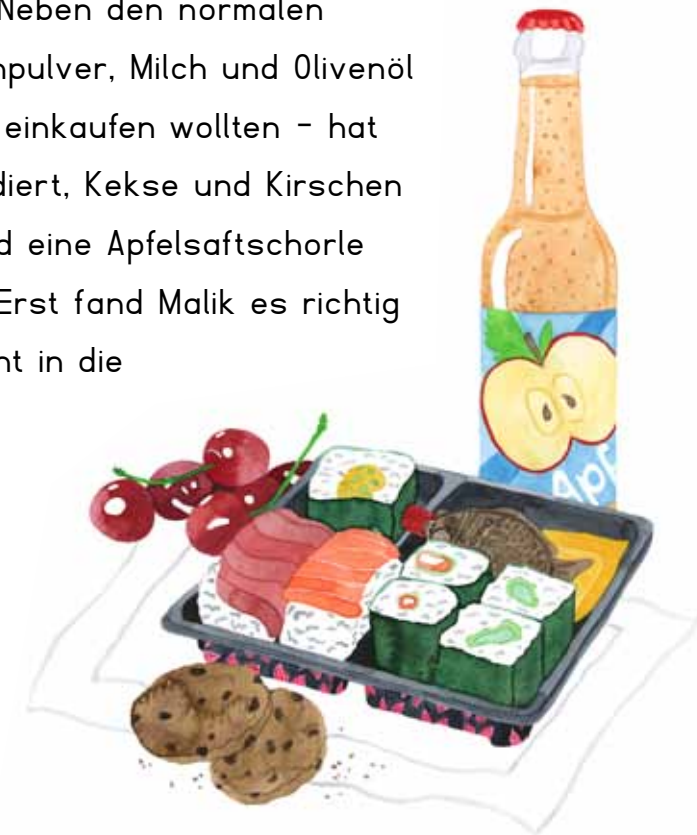 Neben den normalen
Milch und Olivenöl
einkaufen wollten – hat
Kekse und Kirschen
eine Apfelsaftschorle
Erst fand Malik es richtig
in die
Apf